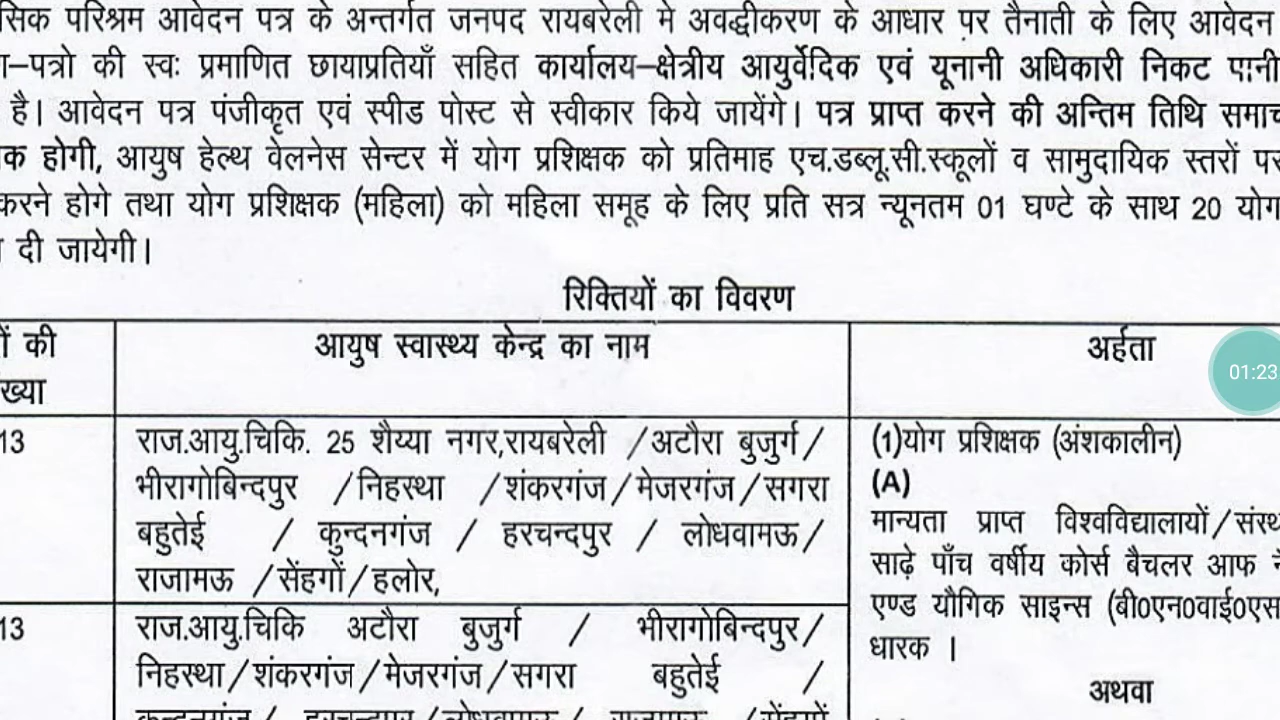 सिक परिश्रम आवेदन पत्र के अन्तर्गत जनपद रायबरेली मे अवद्धीकरण के आधार पर तैनाती के लिए आवेदन
–पत्रो की स्वः प्रमाणित छायाप्रतियाँ सहित कार्यालय–क्षेत्रीय आयुर्वेदिक एवं यूनानी अधिकारी निकट पानी
है। आवेदन पत्र पंजीकृत एवं स्पीड पोस्ट से स्वीकार किये जायेंगे। पत्र प्राप्त करने की अन्तिम तिथि समाच
क होगी, आयुष हेल्थ वेलनेस सेन्टर में योग प्रशिक्षक को प्रतिमाह एच.डब्लू.सी.स्कूलों व सामुदायिक स्तरों पर
करने होगे तथा योग प्रशिक्षक (महिला) को महिला समूह के लिए प्रति सत्र न्यूनतम 01 घण्टे के साथ 20 योग
दी जायेगी।
रिक्तियों का विवरण
ों की
ख्या
आयुष स्वास्थ्य केन्द्र का नाम
अर्हता
01:23
13
राज.आयु.चिकि. 25 शैय्या नगर,रायबरेली /अटौरा बुजुर्ग/
भीरागोबिन्दपुर /निहस्था /शंकरगंज/मेजरगंज/सगरा
बहुतेई / कुन्दनगंज / हरचन्दपुर / लोधवामऊ/
राजामऊ /सेंहगों/हलोर,
(1)योग प्रशिक्षक (अंशकालीन)
(A)
मान्यता प्राप्त विश्वविद्यालायों/संस्थ
साढ़े पाँच वर्षीय कोर्स बैचलर आफ
एण्ड यौगिक साइन्स (बी0एन0वाई0एस
धारक ।
अथवा
13
राज.आयु.चिकि अटौरा बुजुर्ग / भीरागोबिन्दपुर/
निहस्था/शंकरगंज/मेजरगंज/सगरा बहुतेई /